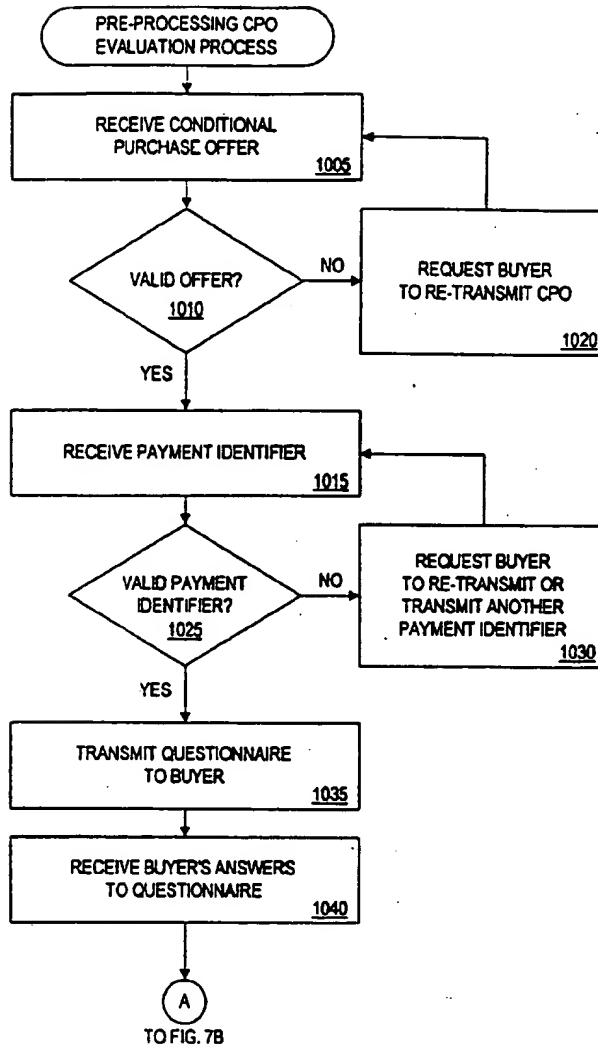 PRE-PROCESSING CPO
EVALUATION PROCESS
RECEIVE CONDITIONAL
PURCHASE OFFER
1005
VALID OFFER?
1010
NO
REQUEST BUYER
TO RE-TRANSMIT CPO
1020
YES
RECEIVE PAYMENT IDENTIFIER
1015
VALID PAYMENT
IDENTIFIER?
1025
NO
REQUEST BUYER
TO RE-TRANSMIT OR
TRANSMIT ANOTHER
PAYMENT IDENTIFIER
1030
YES
TRANSMIT QUESTIONNAIRE
TO BUYER
1035
RECEIVE BUYER'S ANSWERS
TO QUESTIONNAIRE
1040
A
TO FIG. 7B